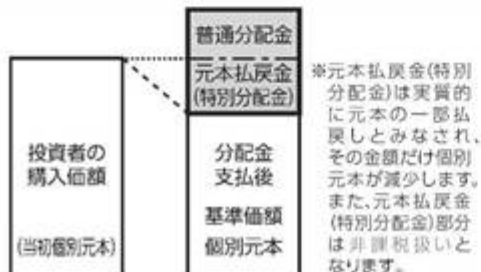 普通分配金
元本払戻金
(特別分配金)
投資者の
購入価額
(当初個別元本)
分配金
支払後
基準価額
個別元本
※元本払戻金(特別
分配金)は実質的
に元本の一部払
戻しとみなされ、
その金額だけ個別
元本が減少します。
また、元本払戻金
(特別分配金)部分
は非課税扱いと
なります。